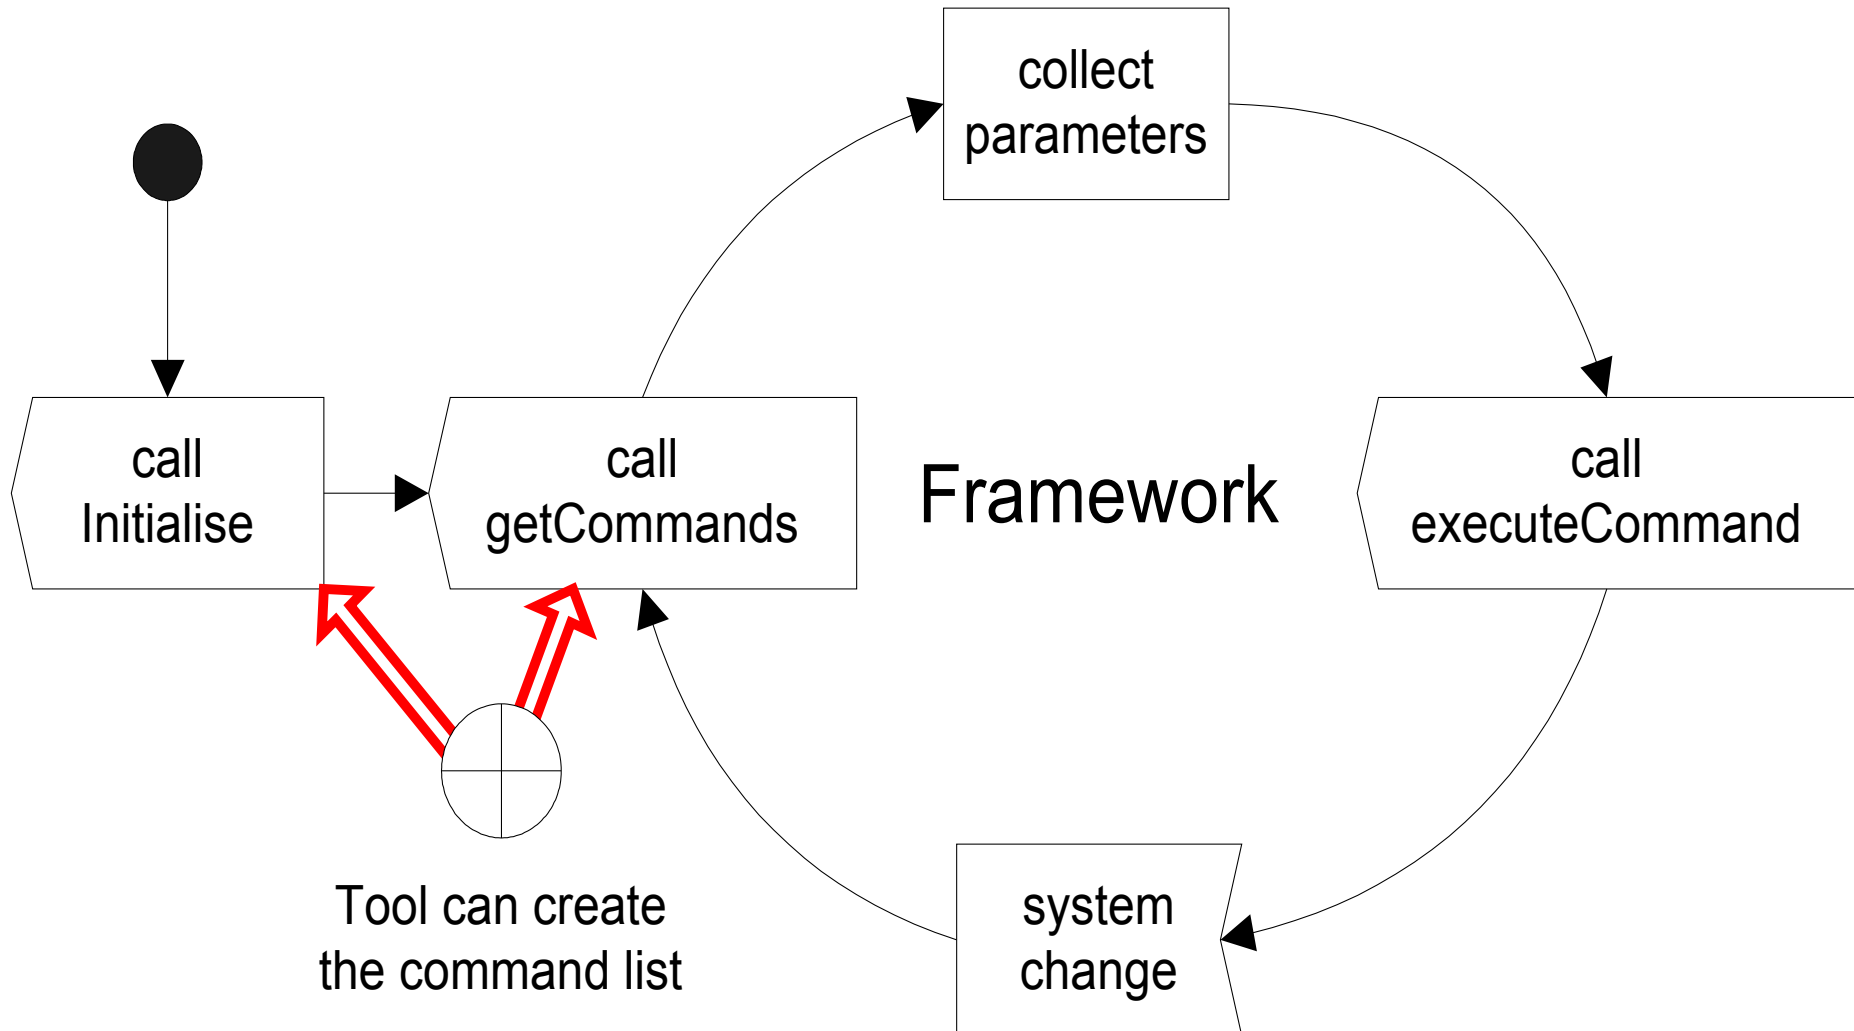 collect
parameters
call
Initialise
call
getCommands
Framework
call
executeCommand
Tool can create
the command list
system
change